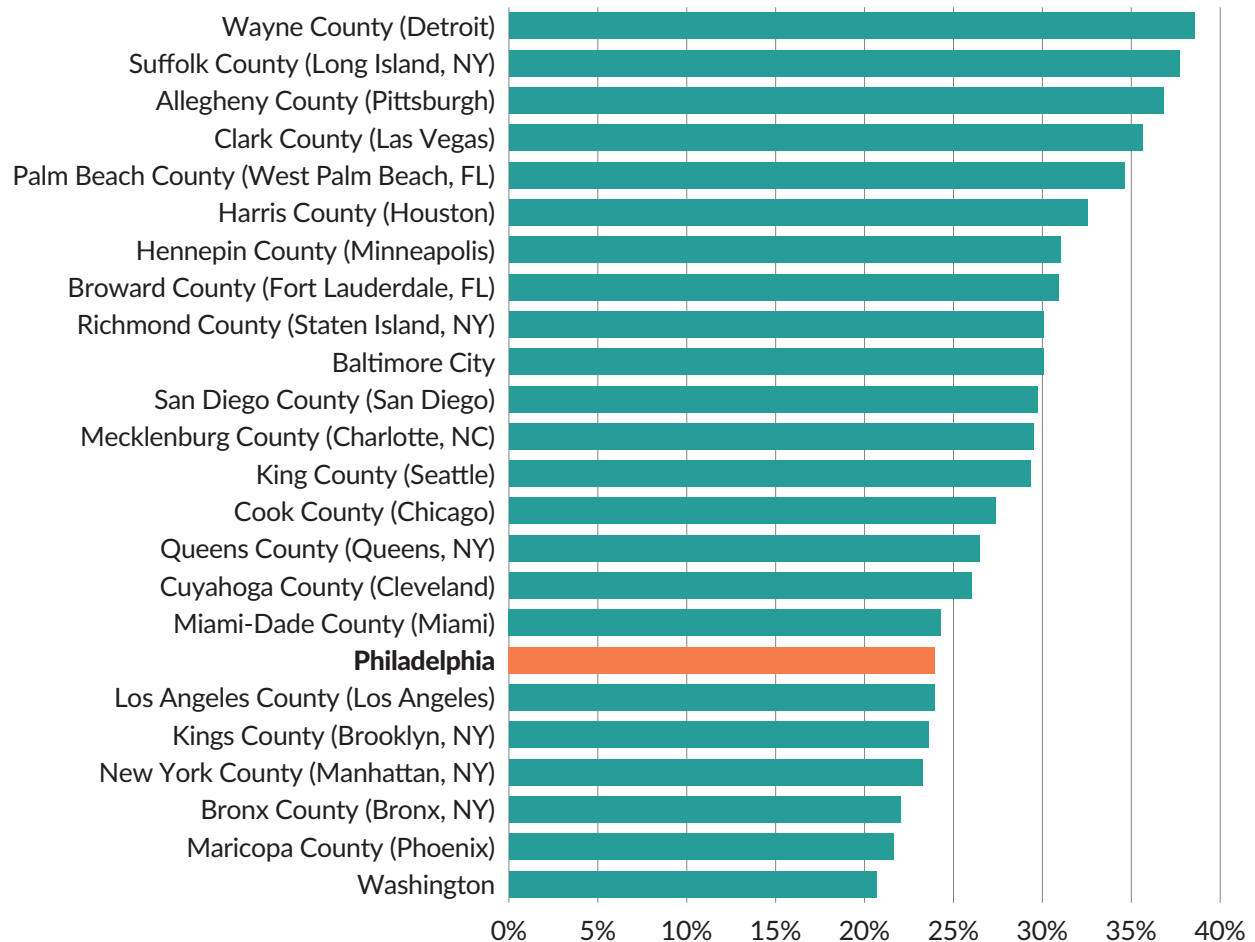 Wayne County (Detroit)
Suffolk County (Long Island, NY)
Allegheny County (Pittsburgh)
Clark County (Las Vegas)
Palm Beach County (West Palm Beach, FL)
Harris County (Houston)
Hennepin County (Minneapolis)
Broward County (Fort Lauderdale, FL)
Richmond County (Staten Island, NY)
Baltimore City
San Diego County (San Diego)
Mecklenburg County (Charlotte, NC)
King County (Seattle)
Cook County (Chicago)
Queens County (Queens, NY)
Cuyahoga County (Cleveland)
Miami-Dade County (Miami)
Philadelphia
Los Angeles County (Los Angeles)
Kings County (Brooklyn, NY)
New York County (Manhattan, NY)
Bronx County (Bronx, NY)
Maricopa County (Phoenix)
Washington
0% 5% 10% 15% 20% 25% 30% 35% 40%